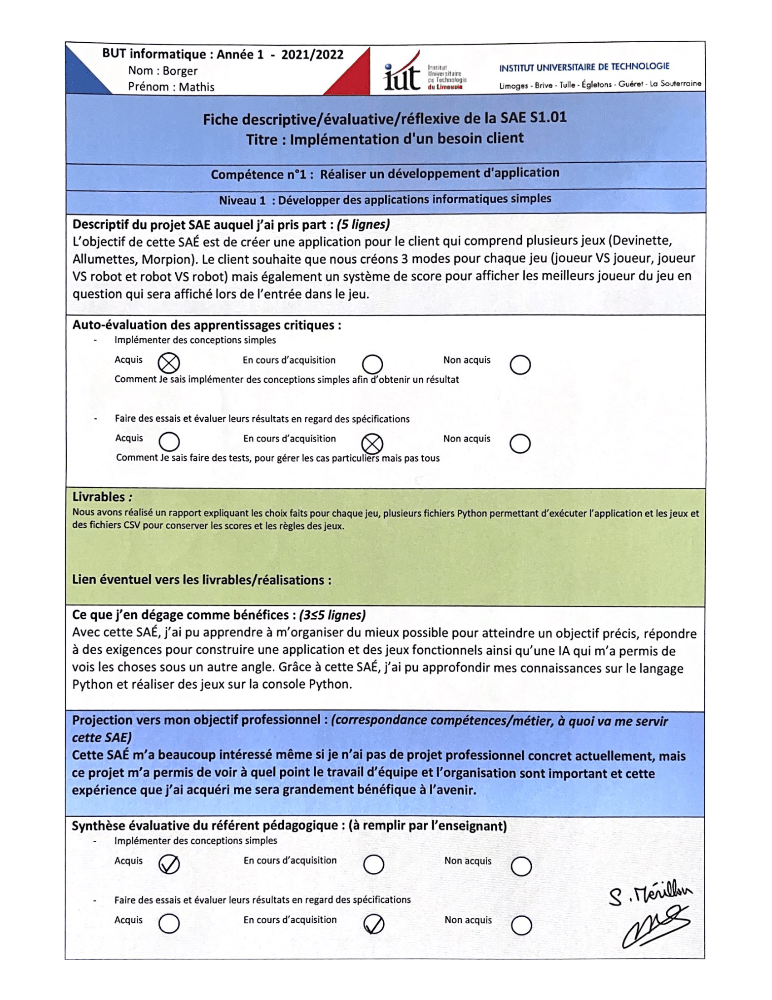 BUT informatique : Année 1 - 2021/2022
Nom : Borger
Prénom : Mathis
iut
Institut
Universitaire
de Technologie
du Limousin
INSTITUT UNIVERSITAIRE DE TECHNOLOGIE
Limoges - Brive - Tulle - Égletons - Guéret - La Souterraine
Fiche descriptive/évaluative/réflexive de la SAE S1.01
Titre : Implémentation d'un besoin client
Compétence n°1 : Réaliser un développement d'application
Niveau 1 : Développer des applications informatiques simples
Descriptif du projet SAE auquel j’ai pris part : (5 lignes)
L’objectif de cette SAÉ est de créer une application pour le client qui comprend plusieurs jeux (Devinette,
Allumettes, Morpion). Le client souhaite que nous créons 3 modes pour chaque jeu (joueur VS joueur, joueur
VS robot et robot VS robot) mais également un système de score pour afficher les meilleurs joueur du jeu en
question qui sera affiché lors de l’entrée dans le jeu.
Auto-évaluation des apprentissages critiques :
- Implémenter des conceptions simples
Acquis En cours d’acquisition Non acquis
Comment Je sais implémenter des conceptions simples afin d’obtenir un résultat
- Faire des essais et évaluer leurs résultats en regard des spécifications
Acquis En cours d’acquisition Non acquis
Comment Je sais faire des tests, pour gérer les cas particuliers mais pas tous
Livrables :
Nous avons réalisé un rapport expliquant les choix faits pour chaque jeu, plusieurs fichiers Python permettant d’exécuter l’application et les jeux et
des fichiers CSV pour conserver les scores et les règles des jeux.
Lien éventuel vers les livrables/réalisations :
Ce que j’en dégage comme bénéfices : (3≤5 lignes)
Avec cette SAÉ, j’ai pu apprendre à m’organiser du mieux possible pour atteindre un objectif précis, répondre
à des exigences pour construire une application et des jeux fonctionnels ainsi qu’une IA qui m’a permis de
vois les choses sous un autre angle. Grâce à cette SAÉ, j’ai pu approfondir mes connaissances sur le langage
Python et réaliser des jeux sur la console Python.
Projection vers mon objectif professionnel : (correspondance compétences/métier, à quoi va me servir
cette SAE)
Cette SAÉ m’a beaucoup intéressé même si je n’ai pas de projet professionnel concret actuellement, mais
ce projet m’a permis de voir à quel point le travail d’équipe et l’organisation sont important et cette
expérience que j’ai acquéri me sera grandement bénéfique à l’avenir.
Synthèse évaluative du référent pédagogique : (à remplir par l’enseignant)
- Implémenter des conceptions simples
Acquis En cours d’acquisition Non acquis
- Faire des essais et évaluer leurs résultats en regard des spécifications
Acquis En cours d’acquisition Non acquis
S. Mérillou